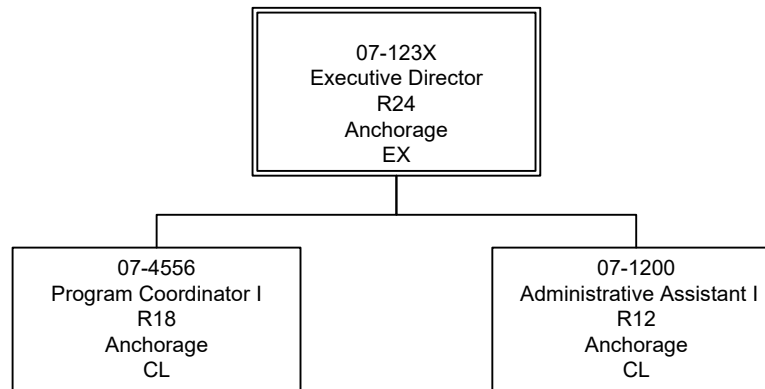 07-123X
Executive Director
R24
Anchorage
EX
07-4556
Program Coordinator I
R18
Anchorage
CL
07-1200
Administrative Assistant I
R12
Anchorage
CL